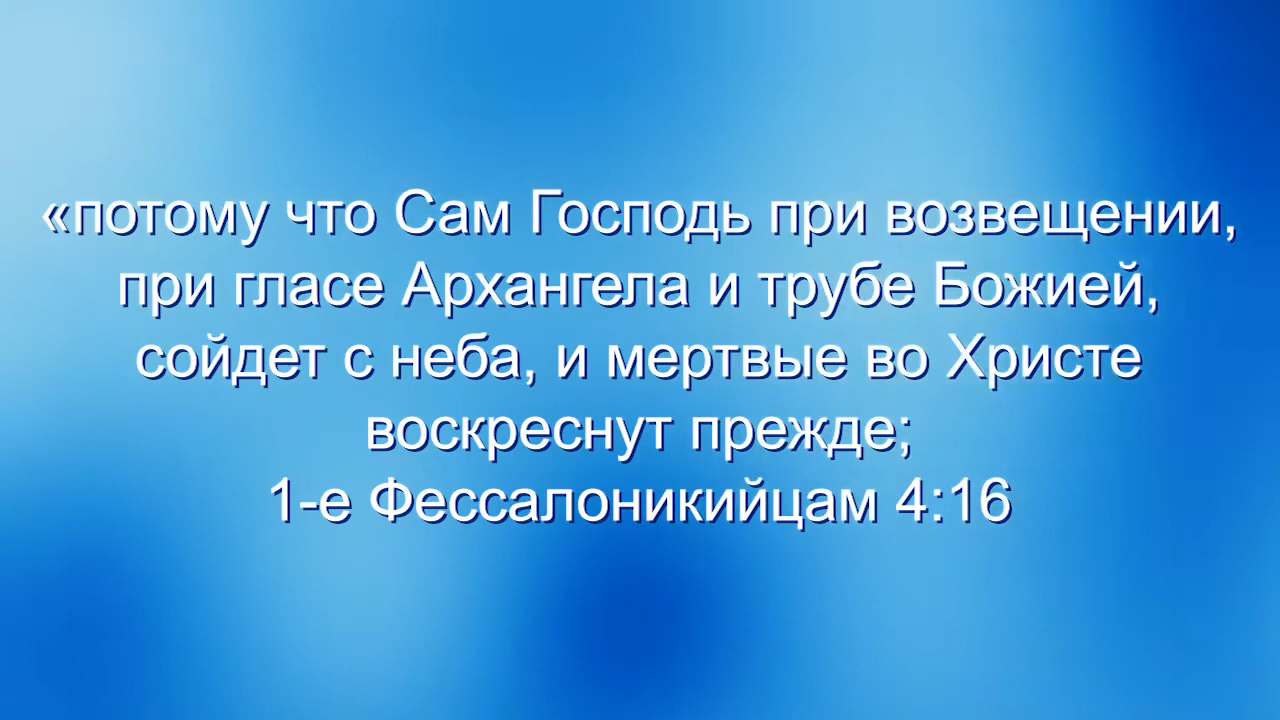 «потому что Сам Господь при возвещении,
при гласе Архангела и трубе Божией,
сойдет с неба, и мертвые во Христе
воскреснут прежде;
1-е Фессалоникийцам 4:16